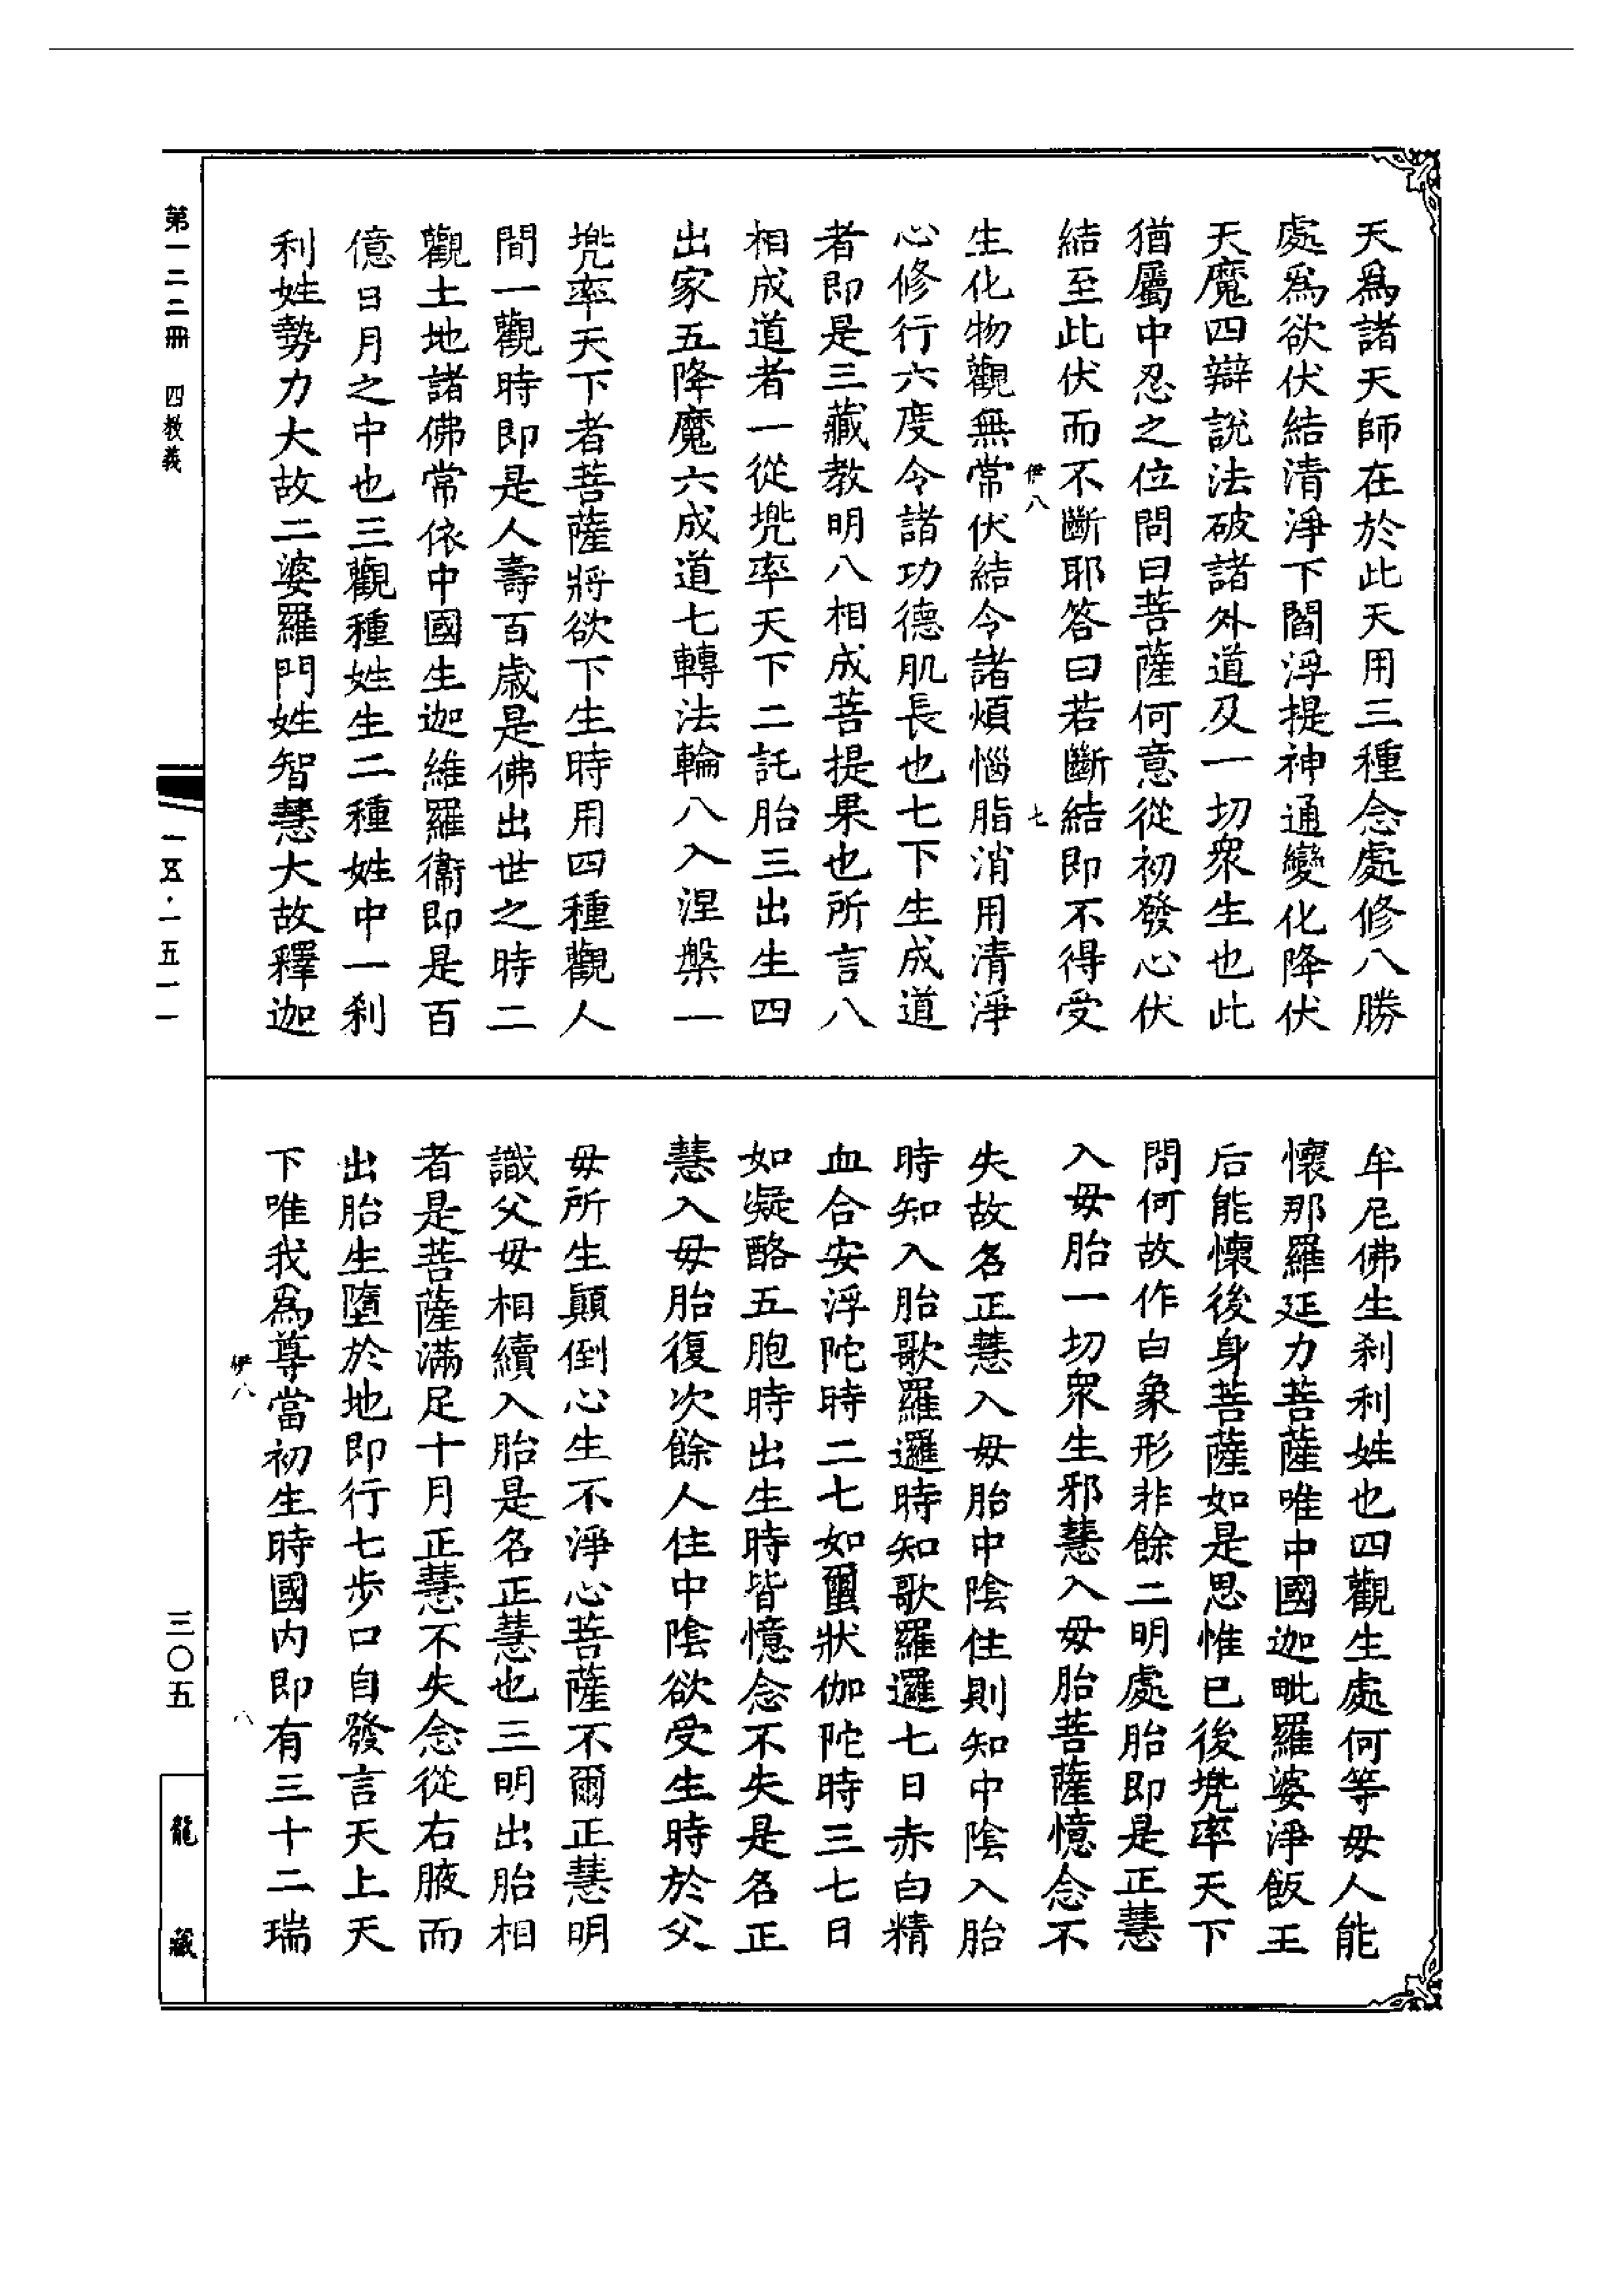 天爲諸天師在於此天用三種念處修八勝
處爲欲伏結清淨下閻浮提神通變化降伏
天魔四辯說法破諸外道及一切眾生也此
猶屬中忍之位問曰菩薩何意從初發心伏
結至此伏而不斷耶答曰若斷結即不得受
伊八 七
生化物觀無常伏結令諸煩惱脂消用清淨
心修行六度令諸功德肌長也七下生成道
者即是三藏教明八相成菩提果也所言八
相成道者一從兠率天下二託胎三出生四
出家五降魔六成道七轉法輪八入涅槃一
兠率天下者菩薩將欲下生時用四種觀人
間一觀時即是人壽百歲是佛出世之時二
觀土地諸佛常依中國生迦維羅衞即是百
億日月之中也三觀種姓生二種姓中一刹
利姓勢力大故二婆羅門姓智慧大故釋迦
牟尼佛生刹利姓也四觀生處何等母人能
懷那羅延力菩薩唯中國迦毗羅婆淨飯王
后能懷後身菩薩如是思惟已後兠率天下
問何故作白象形非餘二明處胎即是正慧
入母胎一切眾生邪慧入母胎菩薩憶念不
失故名正慧入母胎中陰住則知中陰入胎
時知入胎歌羅邏時知歌羅邏七日赤白精
血合安浮陀時二七如䍁狀伽陀時三七日
如凝酪五胞時出生時皆憶念不失是名正
慧入母胎復次餘人住中陰欲受生時於父
母所生顛倒心生不淨心菩薩不爾正慧明
識父母相續入胎是名正慧也三明出胎相
者是菩薩滿足十月正慧不失念從右腋而
出胎生墮於地即行七步口自發言天上天
下唯我爲尊當初生時國内即有三十二瑞
伊八 八
第一二二冊 四教義
一五·一五一一
三〇五
龍藏